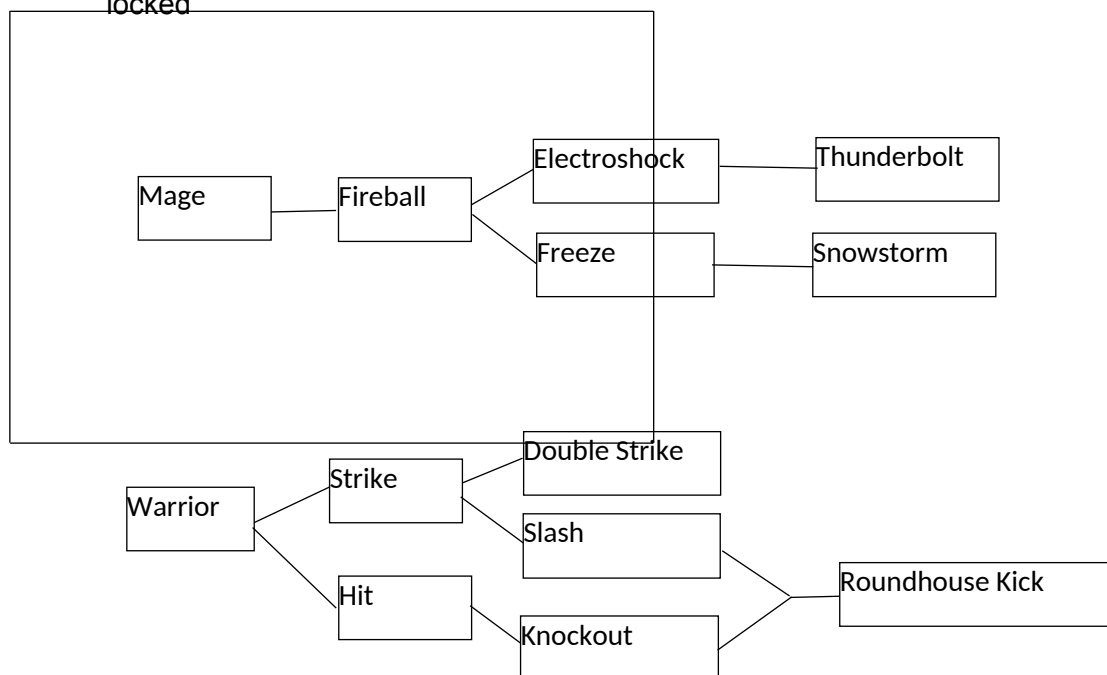 locked
Electroshock
Thunderbolt
Mage
Fireball
Freeze
Snowstorm
Double Strike
Strike
Warrior
Slash
Hit
Roundhouse Kick
Knockout